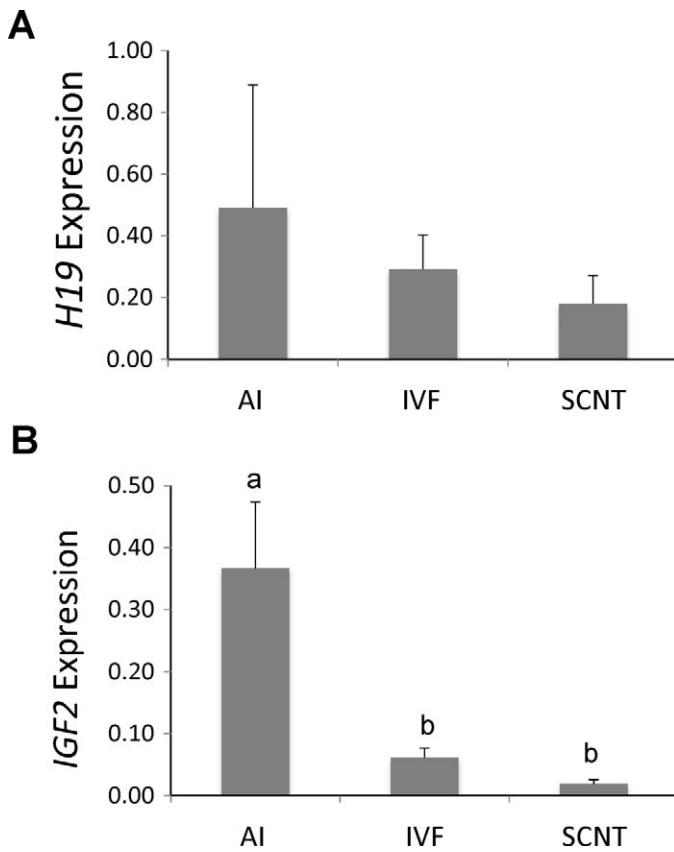 A
1.00
0.80
0.60
0.40
0.20
0.00
H19 Expression
AI IVF SCNT
B
0.50
0.40
0.30
0.20
0.10
0.00
IGF2 Expression
a
b
b
AI IVF SCNT